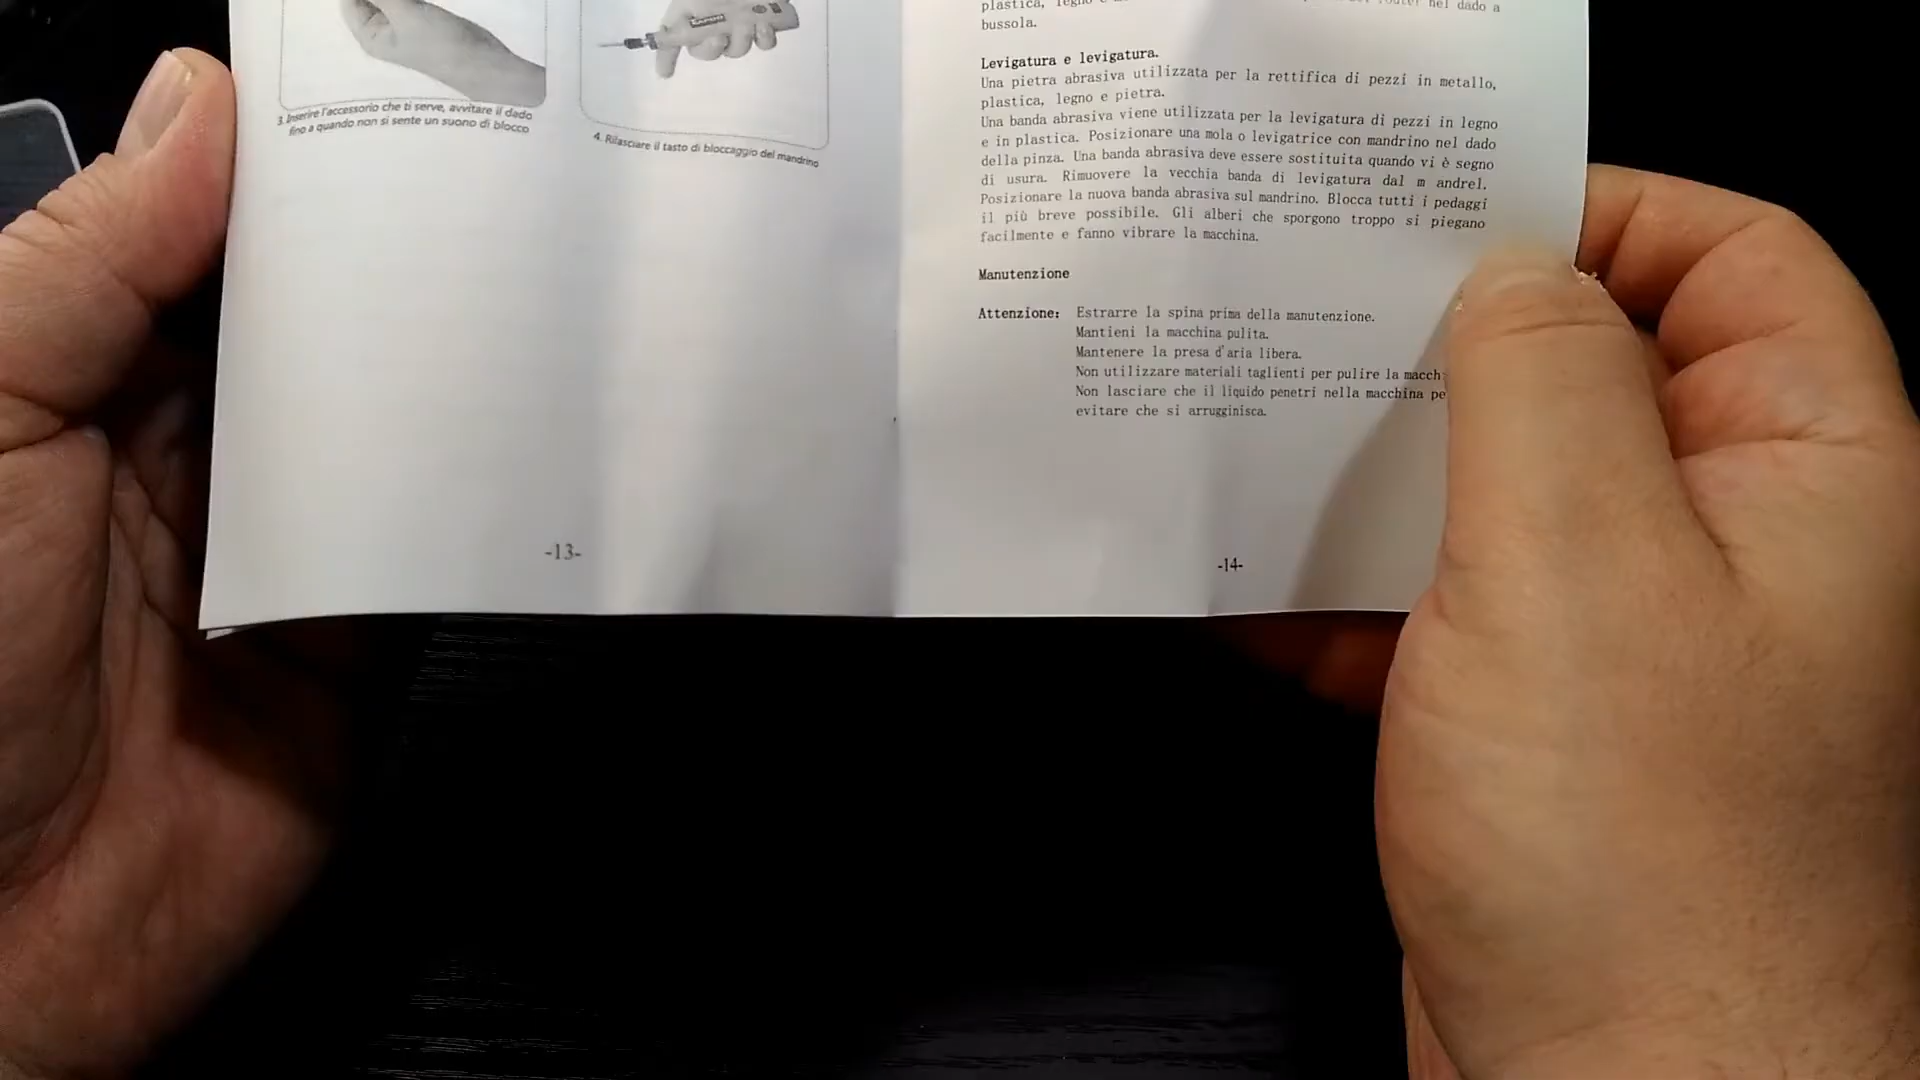 3. Inserire l'accessorio che ti serve, avvitare il dado
fino a quando non si sente un suono di blocco
4. Rilasciare il tasto di bloccaggio del mandrino
-13-
plastica, legno e
router nel dado a
bussola.
Levigatura e levigatura.
Una pietra abrasiva utilizzata per la rettifica di pezzi in metallo,
plastica, legno e pietra.
Una banda abrasiva viene utilizzata per la levigatura di pezzi in legno
e in plastica. Posizionare una mola o levigatrice con mandrino nel dado
della pinza. Una banda abrasiva deve essere sostituita quando vi è segno
di usura. Rimuovere la vecchia banda di levigatura dal m andrel.
Posizionare la nuova banda abrasiva sul mandrino. Blocca tutti i pedaggi
il più breve possibile. Gli alberi che sporgono troppo si piegano
facilmente e fanno vibrare la macchina.
Manutenzione
Attenzione: Estrarre la spina prima della manutenzione.
Mantieni la macchina pulita.
Mantenere la presa d'aria libera.
Non utilizzare materiali taglienti per pulire la macch
Non lasciare che il liquido penetri nella macchina pe
evitare che si arrugginisca.
-14-